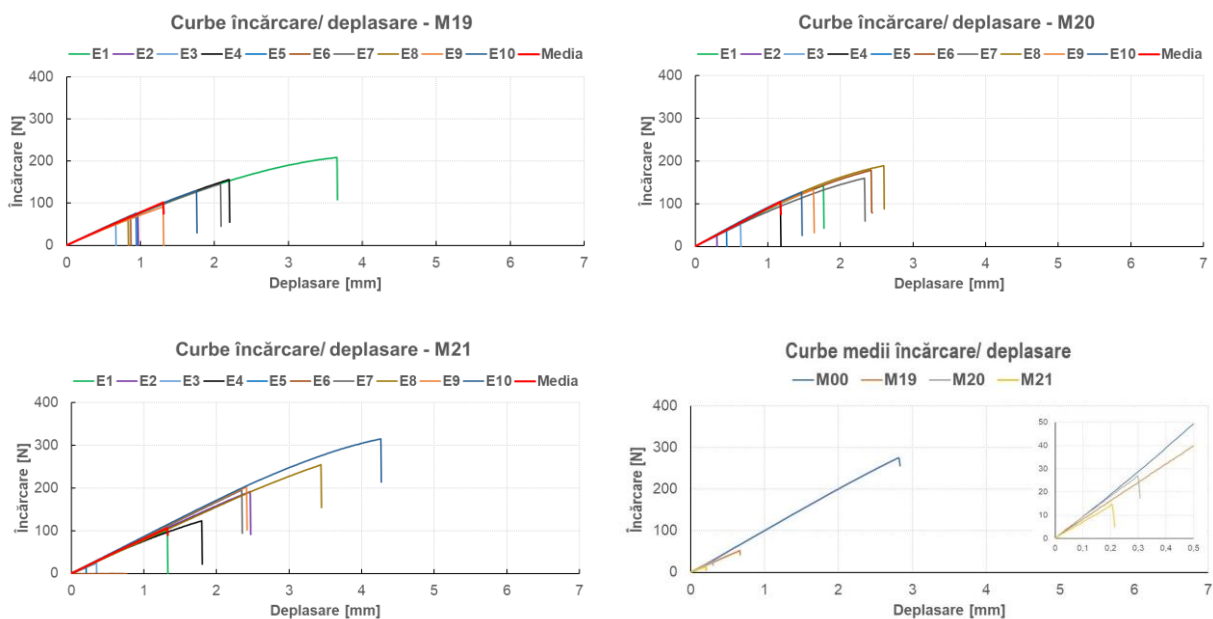 Curbe încărcare/ deplasare - M19
E1 E2 E3 E4 E5 E6 E7 E8 E9 E10 Media
400
300
200
100
0
Încărcare [N]
0 1 2 3 4 5 6 7
Deplasare [mm]
Curbe încărcare/ deplasare - M20
E1 E2 E3 E4 E5 E6 E7 E8 E9 E10 Media
400
300
200
100
0
Încărcare [N]
0 1 2 3 4 5 6 7
Deplasare [mm]
Curbe încărcare/ deplasare - M21
E1 E2 E3 E4 E5 E6 E7 E8 E9 E10 Media
400
300
200
100
0
Încărcare [N]
0 1 2 3 4 5 6 7
Deplasare [mm]
Curbe medii încărcare/ deplasare
M00 M19 M20 M21
400
300
200
100
0
Încărcare [N]
0 1 2 3 4 5 6 7
Deplasare [mm]
50
40
30
20
10
0
0 0,1 0,2 0,3 0,4 0,5